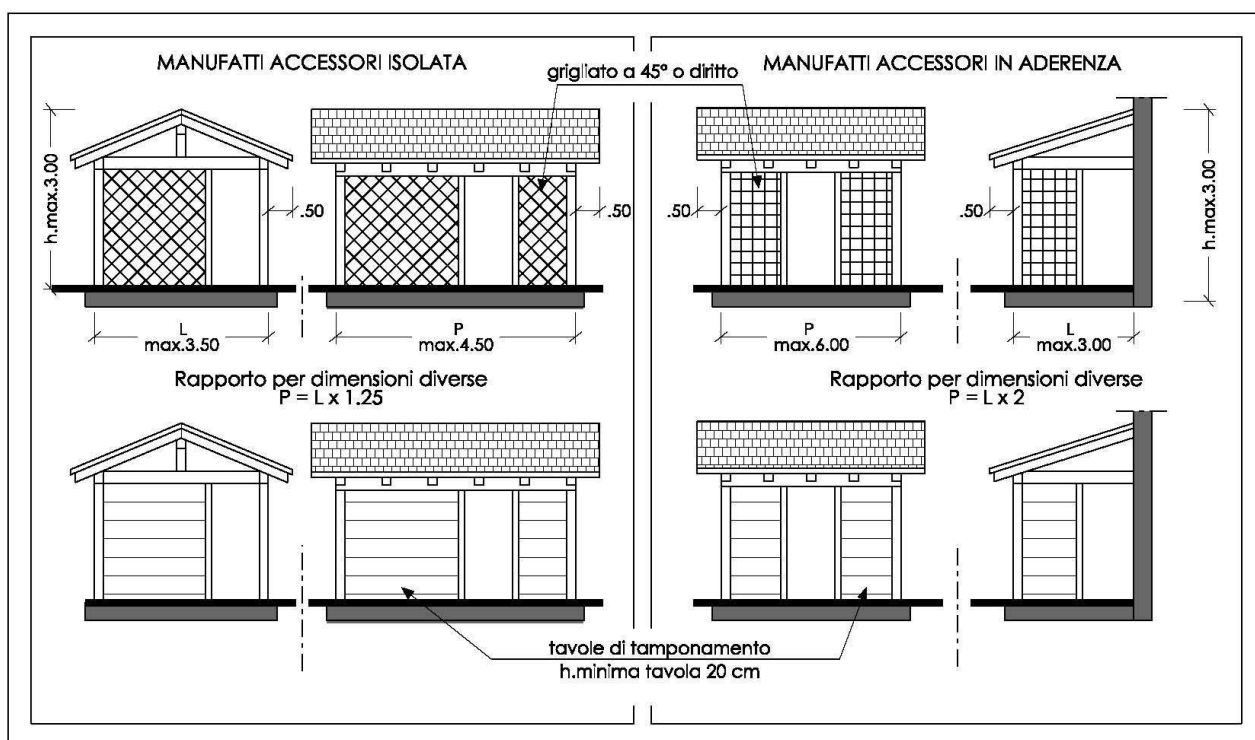 MANUFATTI ACCESSORI ISOLATA
MANUFATTI ACCESSORI IN ADERENZA
grigliato a 45° o diritto
h.max.3.00
.50
.50
.50
.50
h.max.3.00
L
max.3.50
P
max.4.50
P
max.6.00
L
max.3.00
Rapporto per dimensioni diverse
P = L x 1.25
Rapporto per dimensioni diverse
P = L x 2
tavole di tamponamento
h.minima tavola 20 cm